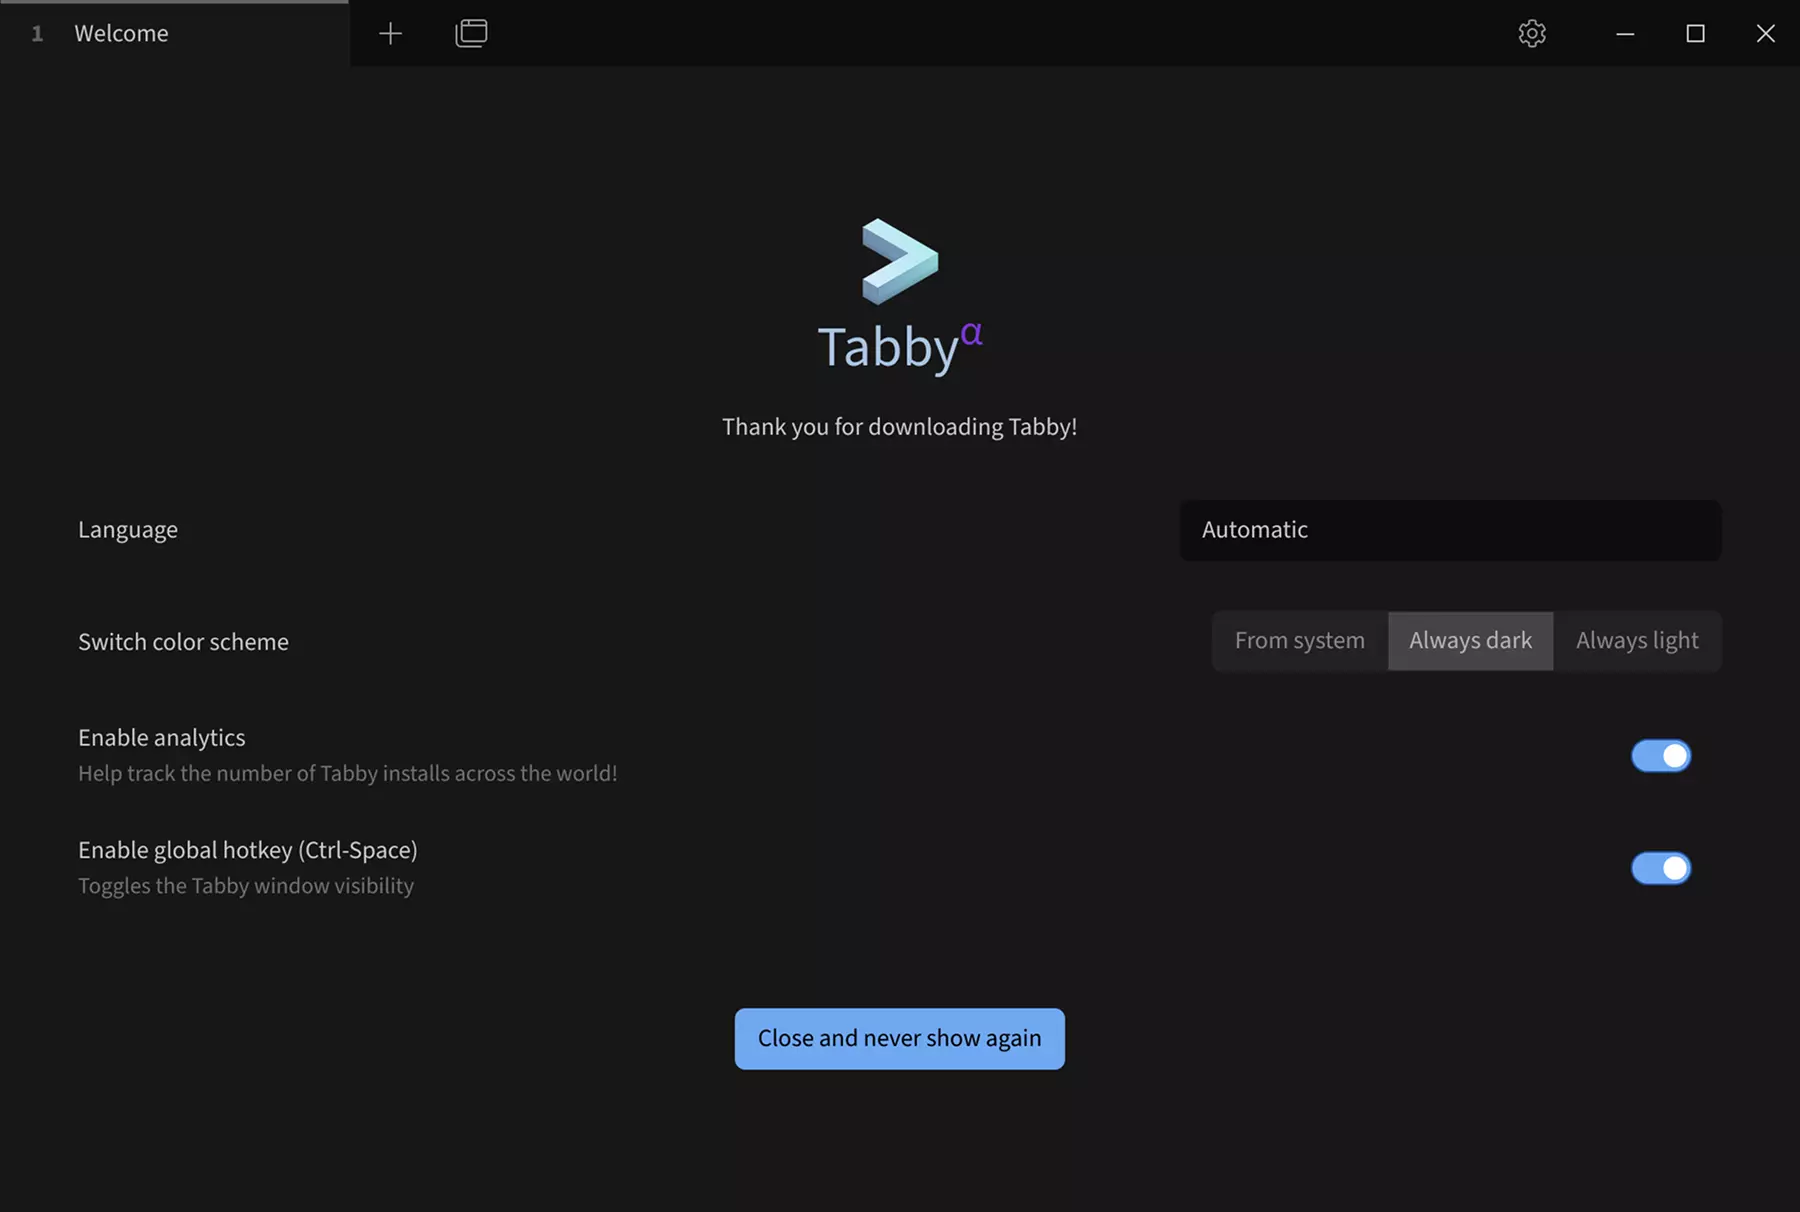 1 Welcome
Tabbyα
Thank you for downloading Tabby!
Language
Automatic
Switch color scheme
From system Always dark Always light
Enable analytics
Help track the number of Tabby installs across the world!
Enable global hotkey (Ctrl-Space)
Toggles the Tabby window visibility
Close and never show again